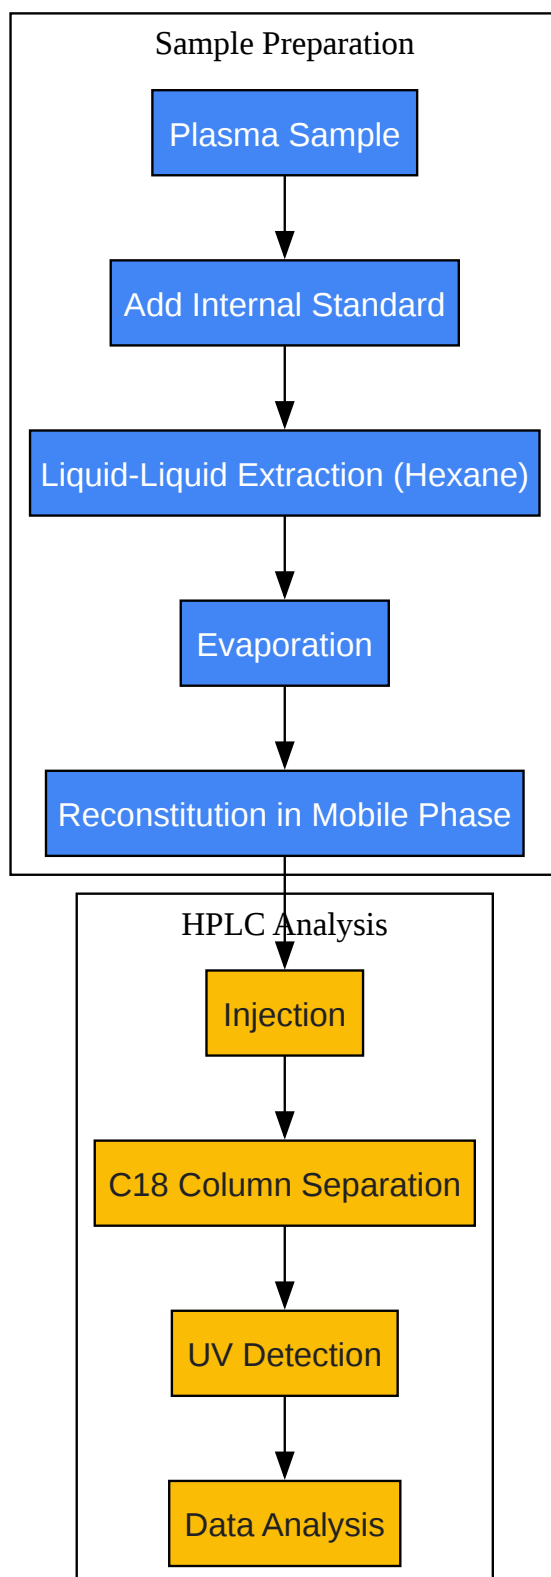 Sample Preparation
Plasma Sample
Add Internal Standard
Liquid-Liquid Extraction (Hexane)
Evaporation
Reconstitution in Mobile Phase
HPLC Analysis
Injection
C18 Column Separation
UV Detection
Data Analysis